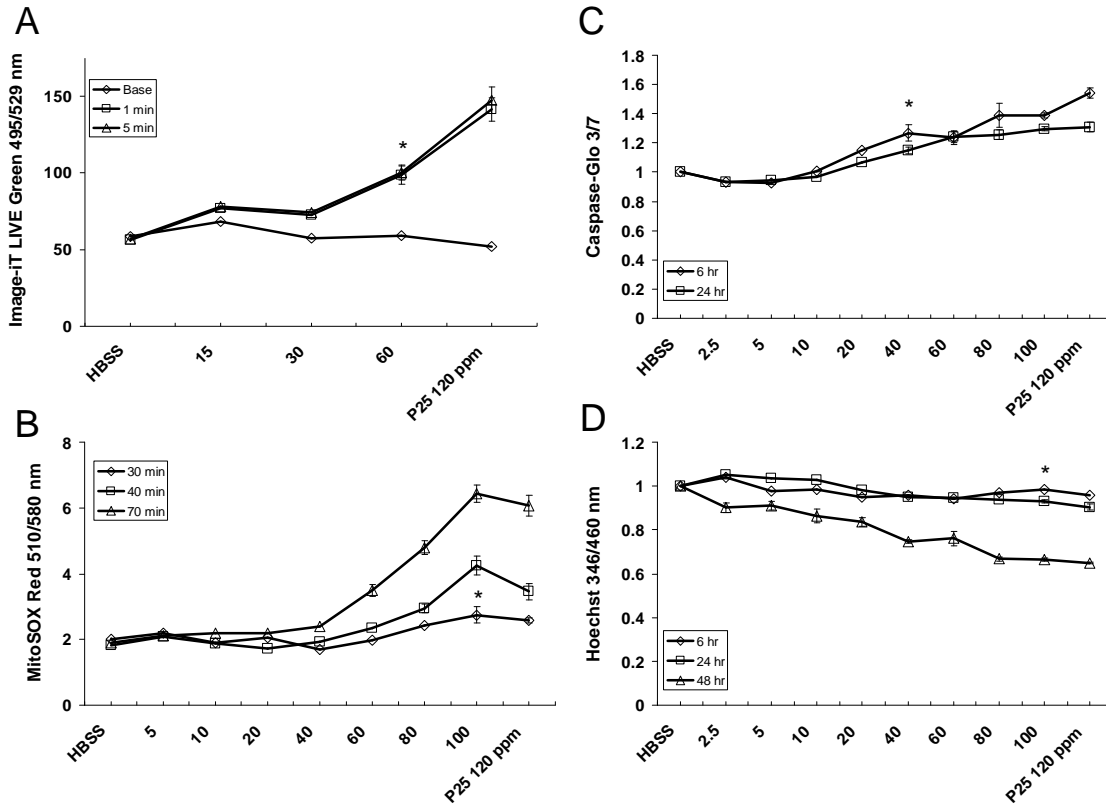 A
Image-iT LIVE Green 495/529 nm
150
100
50
0
Base
1 min
5 min
*
HBSS
15
30
60
P25 120 ppm
B
MitoSOX Red 510/580 nm
8
6
4
2
0
30 min
40 min
70 min
*
HBSS
5
10
20
40
60
80
100
P25 120 ppm
C
Caspase-Glo 3/7
1.8
1.6
1.4
1.2
1
0.8
0.6
0.4
0.2
0
*
6 hr
24 hr
HBSS
2.5
5
10
20
40
60
80
100
P25 120 ppm
D
Hoechst 346/460 nm
1.2
1
0.8
0.6
0.4
0.2
0
*
6 hr
24 hr
48 hr
HBSS
2.5
5
10
20
40
60
80
100
P25 120 ppm